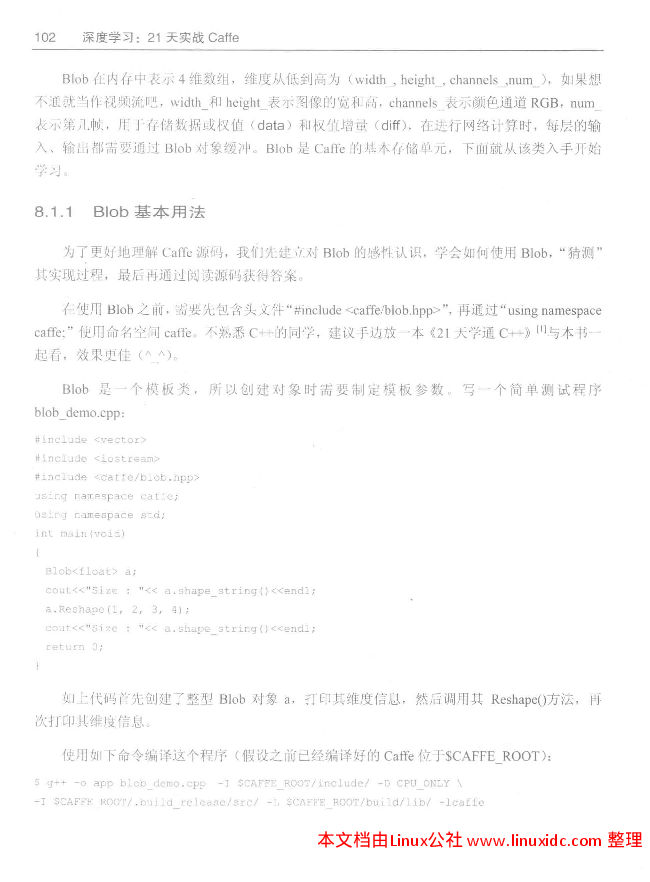 102 深度学习：21 天实战 Caffe
Blob 在内存中表示 4 维数组，维度从低到高为（width_, height_, channels_,num_），如果想
不通就当作视频流吧，width_和 height_表示图像的宽和高，channels_表示颜色通道 RGB，num_
表示第几帧，用于存储数据或权值（data）和权值增量（diff），在进行网络计算时，每层的输
入、输出都需要通过 Blob 对象缓冲。Blob 是 Caffe 的基本存储单元，下面就从该类入手开始
学习。
8.1.1 Blob 基本用法
为了更好地理解 Caffe 源码，我们先建立对 Blob 的感性认识，学会如何使用 Blob，“猜测”
其实现过程，最后再通过阅读源码获得答案。
在使用 Blob 之前，需要先包含头文件“#include <caffe/blob.hpp>”，再通过“using namespace
caffe;”使用命名空间 caffe。不熟悉 C++的同学，建议手边放一本《21 天学通 C++》[1]与本书一
起看，效果更佳（^_^）。
Blob 是一个模板类，所以创建对象时需要制定模板参数。写一个简单测试程序
blob_demo.cpp：
#include <vector>
#include <iostream>
#include <caffe/blob.hpp>
using namespace caffe;
using namespace std;
int main(void)
{
Blob<float> a;
cout<<"Size : "<< a.shape_string()<<endl;
a.Reshape(1, 2, 3, 4);
cout<<"Size : "<< a.shape_string()<<endl;
return 0;
}
如上代码首先创建了整型 Blob 对象 a，打印其维度信息，然后调用其 Reshape()方法，再
次打印其维度信息。
使用如下命令编译这个程序（假设之前已经编译好的 Caffe 位于$CAFFE_ROOT）：
$ g++ -o app blob_demo.cpp -I $CAFFE_ROOT/include/ -D CPU_ONLY \
-I $CAFFE_ROOT/.build_release/src/ -L $CAFFE_ROOT/build/lib/ -lcaffe
本文档由Linux公社 www.linuxidc.com 整理